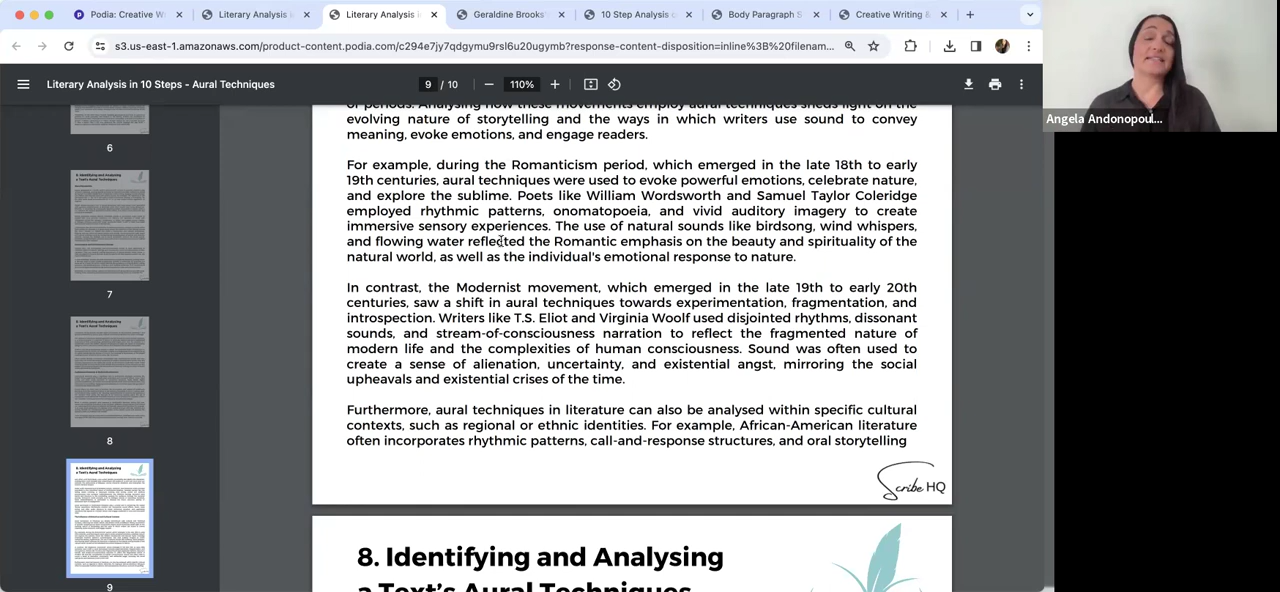 Podia: Creative W
Literary Analysis i
Literary Analysis i
Geraldine Brooks'
10 Step Analysis o
Body Paragraph S
Creative Writing &
s3.us-east-1.amazonaws.com/product-content.podia.com/c294e7jy7qdgymu9rsl6u20ugymb?response-content-disposition=inline%3B%20filenam...
Literary Analysis in 10 Steps - Aural Techniques
9 / 10
110%
Angela Andonopoul...
6
7
8
9
volving nature of storytelling and the ways in which writers use sound to convey
meaning, evoke emotions, and engage readers.
For example, during the Romanticism period, which emerged in the late 18th to early
19th centuries, aural techniques were used to evoke powerful emotions, celebrate nature,
and explore the sublime. Poets like William Wordsworth and Samuel Taylor Coleridge
employed rhythmic patterns, onomatopoeia, and vivid auditory imagery to create
immersive sensory experiences. The use of natural sounds like birdsong, wind whispers,
and flowing water reflects the Romantic emphasis on the beauty and spirituality of the
natural world, as well as the individual's emotional response to nature.
In contrast, the Modernist movement, which emerged in the late 19th to early 20th
centuries, saw a shift in aural techniques towards experimentation, fragmentation, and
introspection. Writers like T.S. Eliot and Virginia Woolf used disjointed rhythms, dissonant
sounds, and stream-of-consciousness narration to reflect the fragmented nature of
modern life and the complexities of human consciousness. Sound was often used to
create a sense of alienation, uncertainty, and existential angst, mirroring the social
upheavals and existential crises of the time.
Furthermore, aural techniques in literature can also be analysed within specific cultural
contexts, such as regional or ethnic identities. For example, African-American literature
often incorporates rhythmic patterns, call-and-response structures, and oral storytelling
Scribe HQ
8. Identifying and Analysing
a Text's Aural Techniques